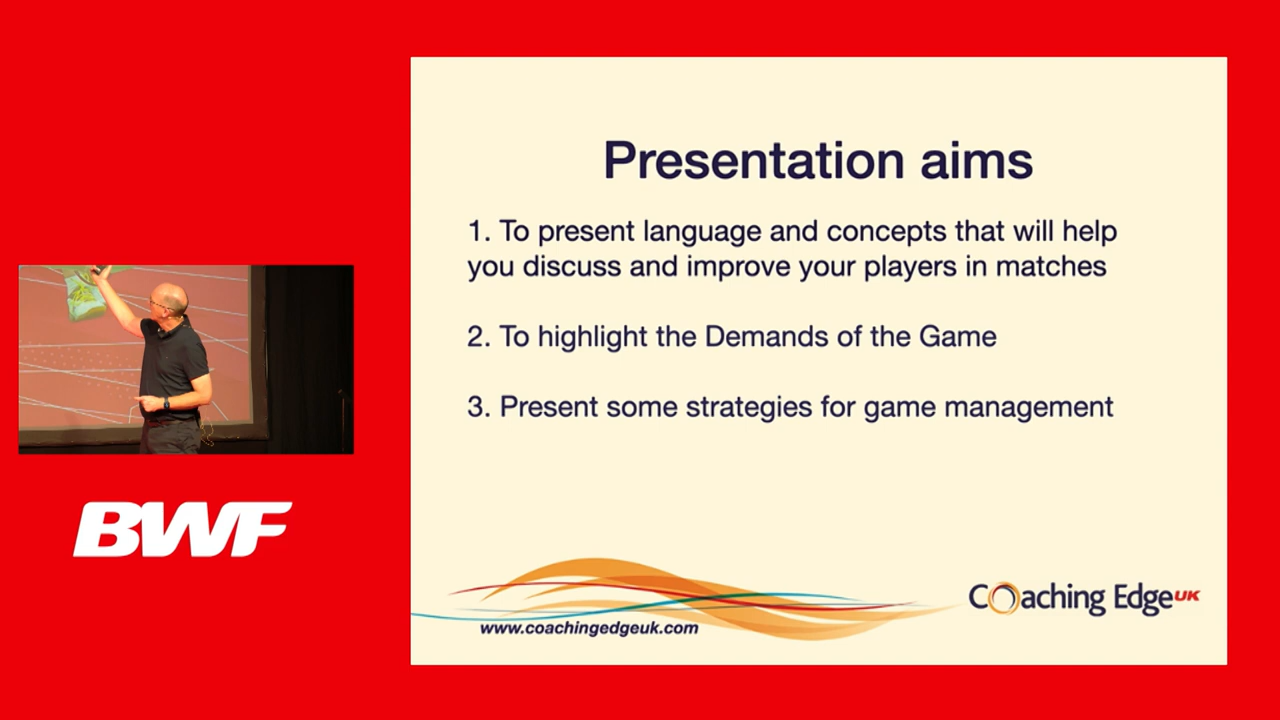 Presentation aims
1. To present language and concepts that will help
you discuss and improve your players in matches
2. To highlight the Demands of the Game
3. Present some strategies for game management
BWF
www.coachingedgeuk.com
Coaching Edge UK